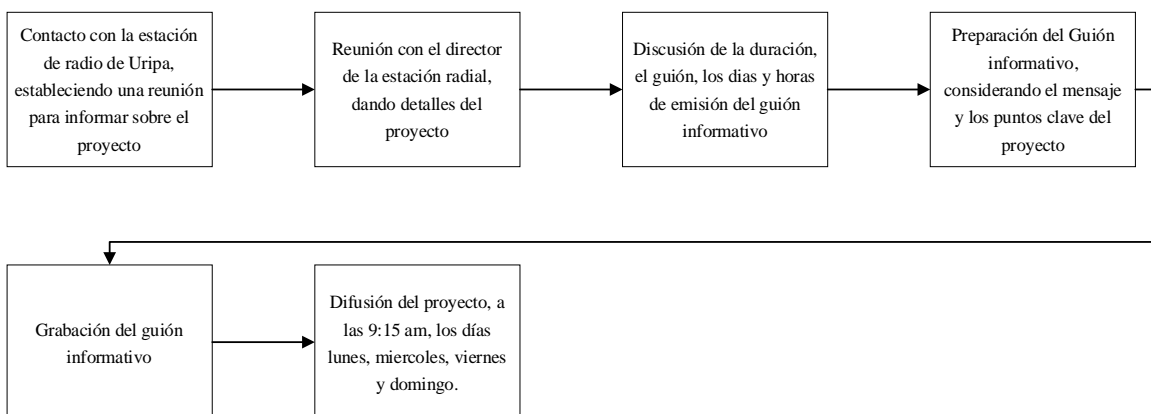 Contacto con la estación
de radio de Uripa,
estableciendo una reunión
para informar sobre el
proyecto
Reunión con el director
de la estación radial,
dando detalles del
proyecto
Discusión de la duración,
el guión, los dias y horas
de emisión del guión
informativo
Preparación del Guión
informativo,
considerando el mensaje
y los puntos clave del
proyecto
Grabación del guión
informativo
Difusión del proyecto, a
las 9:15 am, los días
lunes, miercoles, viernes
y domingo.